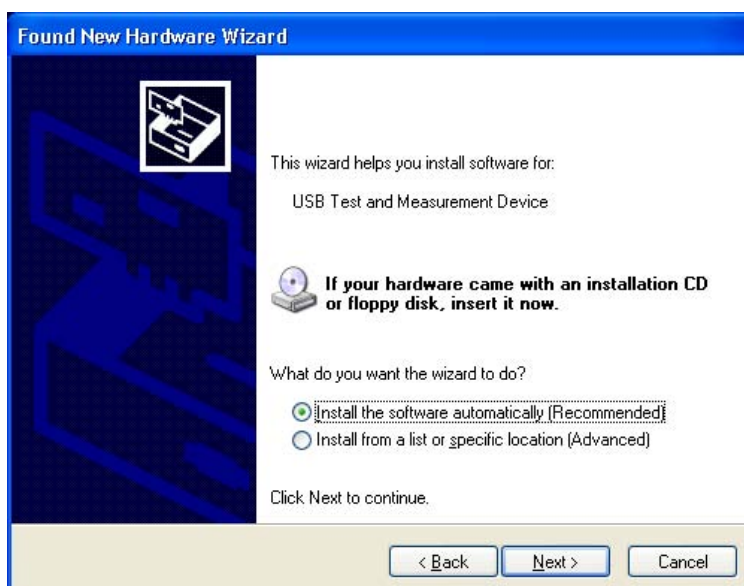 Found New Hardware Wizard
This wizard helps you install software for:
USB Test and Measurement Device
If your hardware came with an installation CD
or floppy disk, insert it now.
What do you want the wizard to do?
Install the software automatically (Recommended)
Install from a list or specific location (Advanced)
Click Next to continue.
< Back
Next >
Cancel